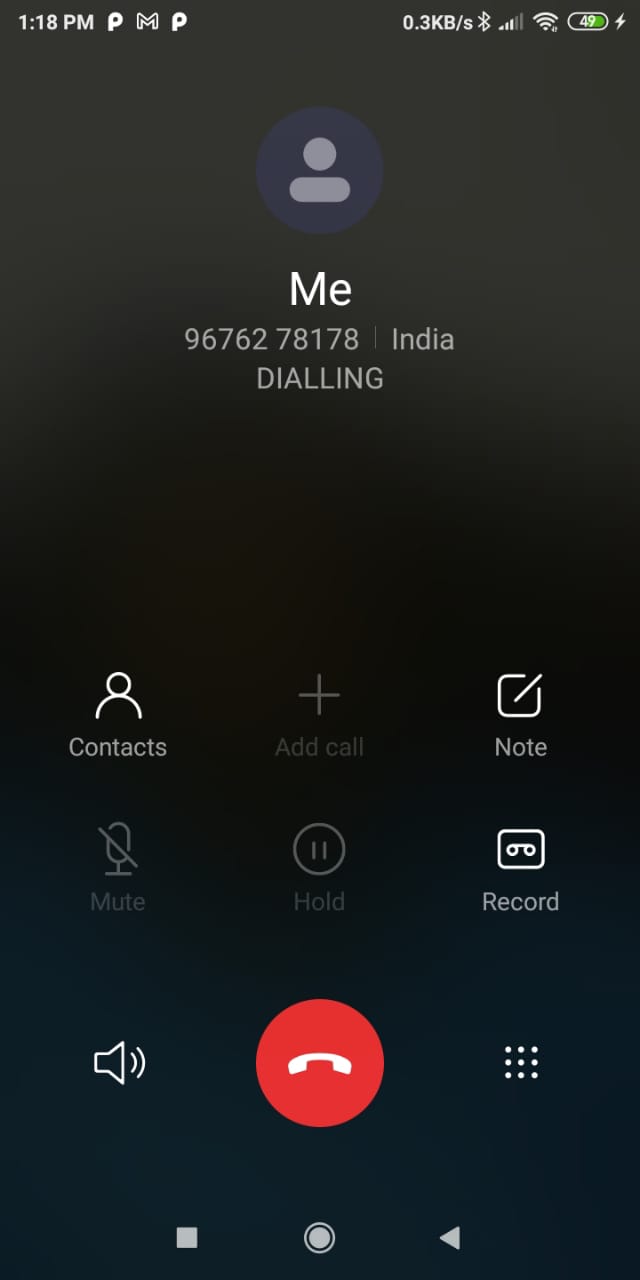 1:18 PM P M P 0.3KB/s 49
Me
96762 78178 | India
DIALLING
Contacts Add call Note
Mute Hold Record